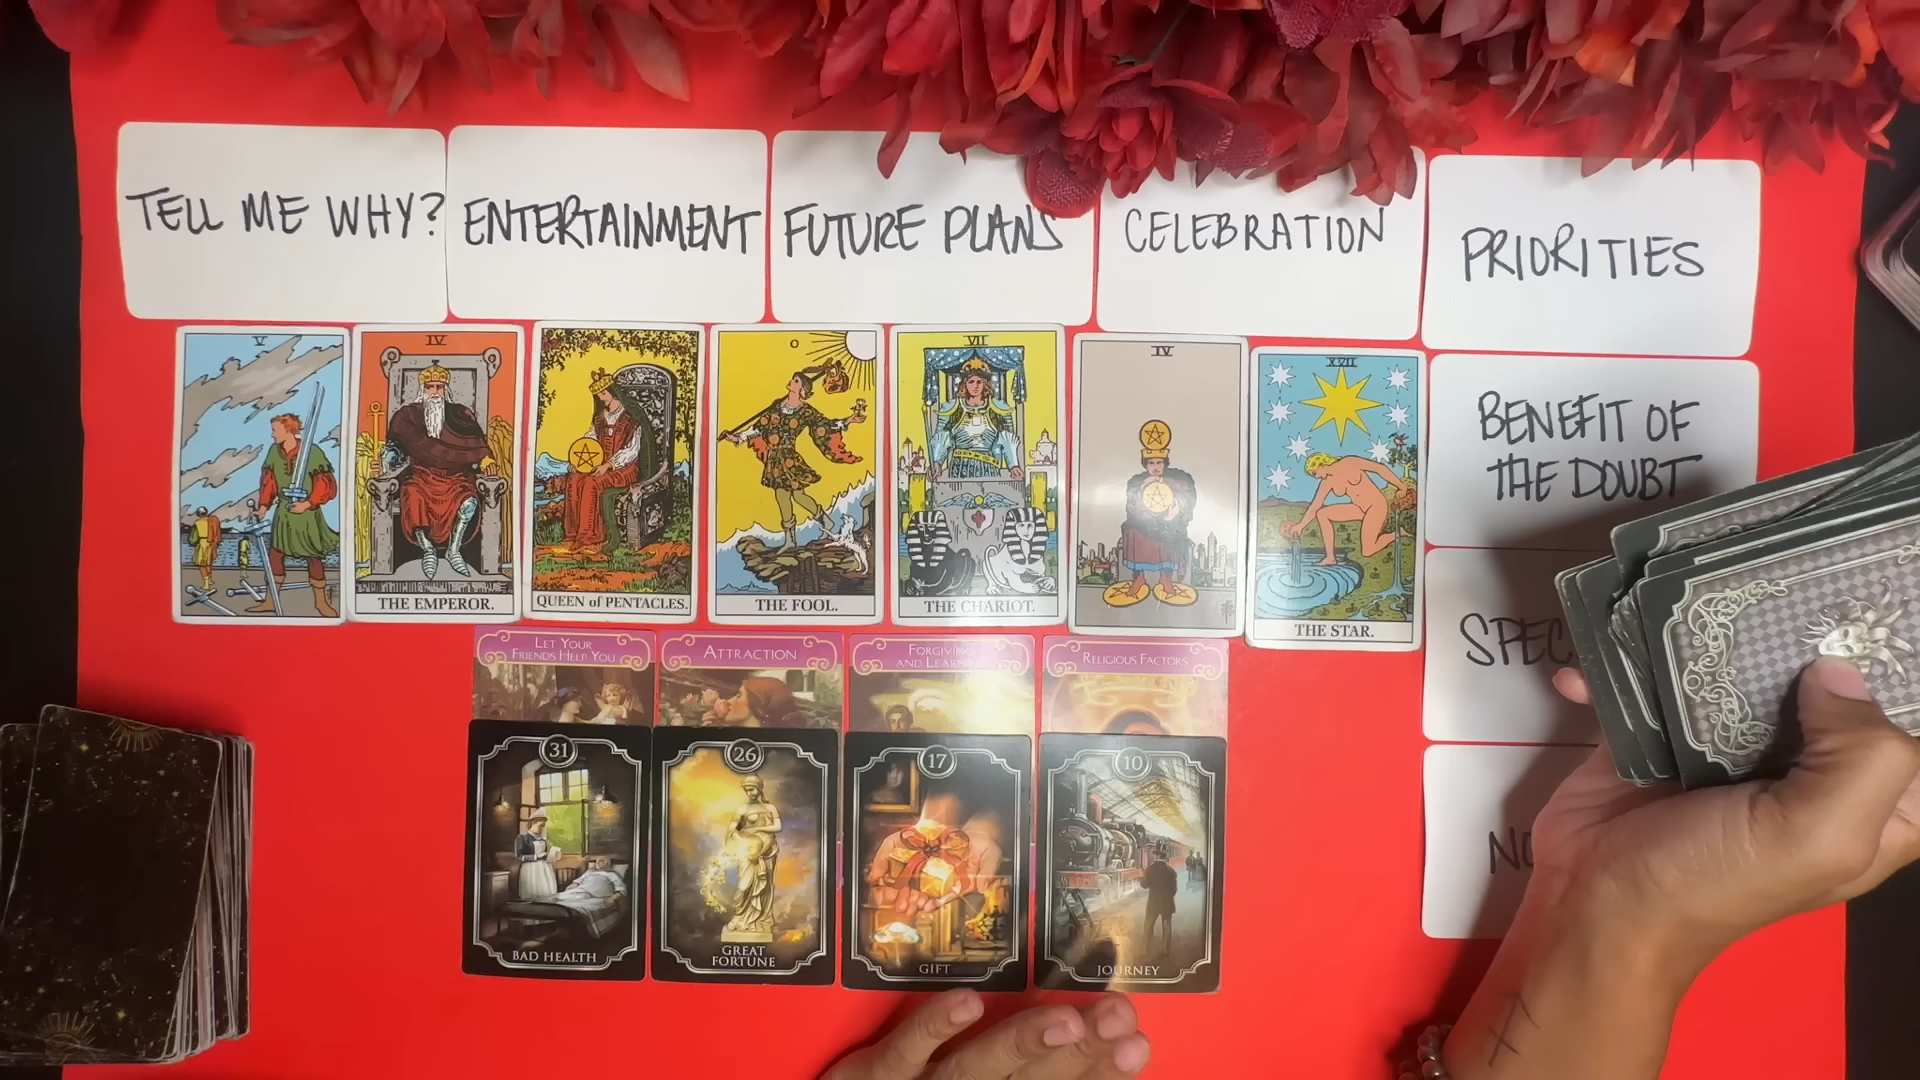 TELL ME WHY?
ENTERTAINMENT
FUTURE PLANS
CELEBRATION
PRIORITIES
V
IV
THE EMPEROR.
QUEEN of PENTACLES.
0
THE FOOL.
VII
THE CHARIOT.
IV
XVII
THE STAR.
BENEFIT OF
THE DOUBT
LET YOUR
FRIENDS HELP YOU
ATTRACTION
AND
RELIGIOUS FACTORS
31
BAD HEALTH
26
GREAT
FORTUNE
17
GIFT
10
JOURNEY